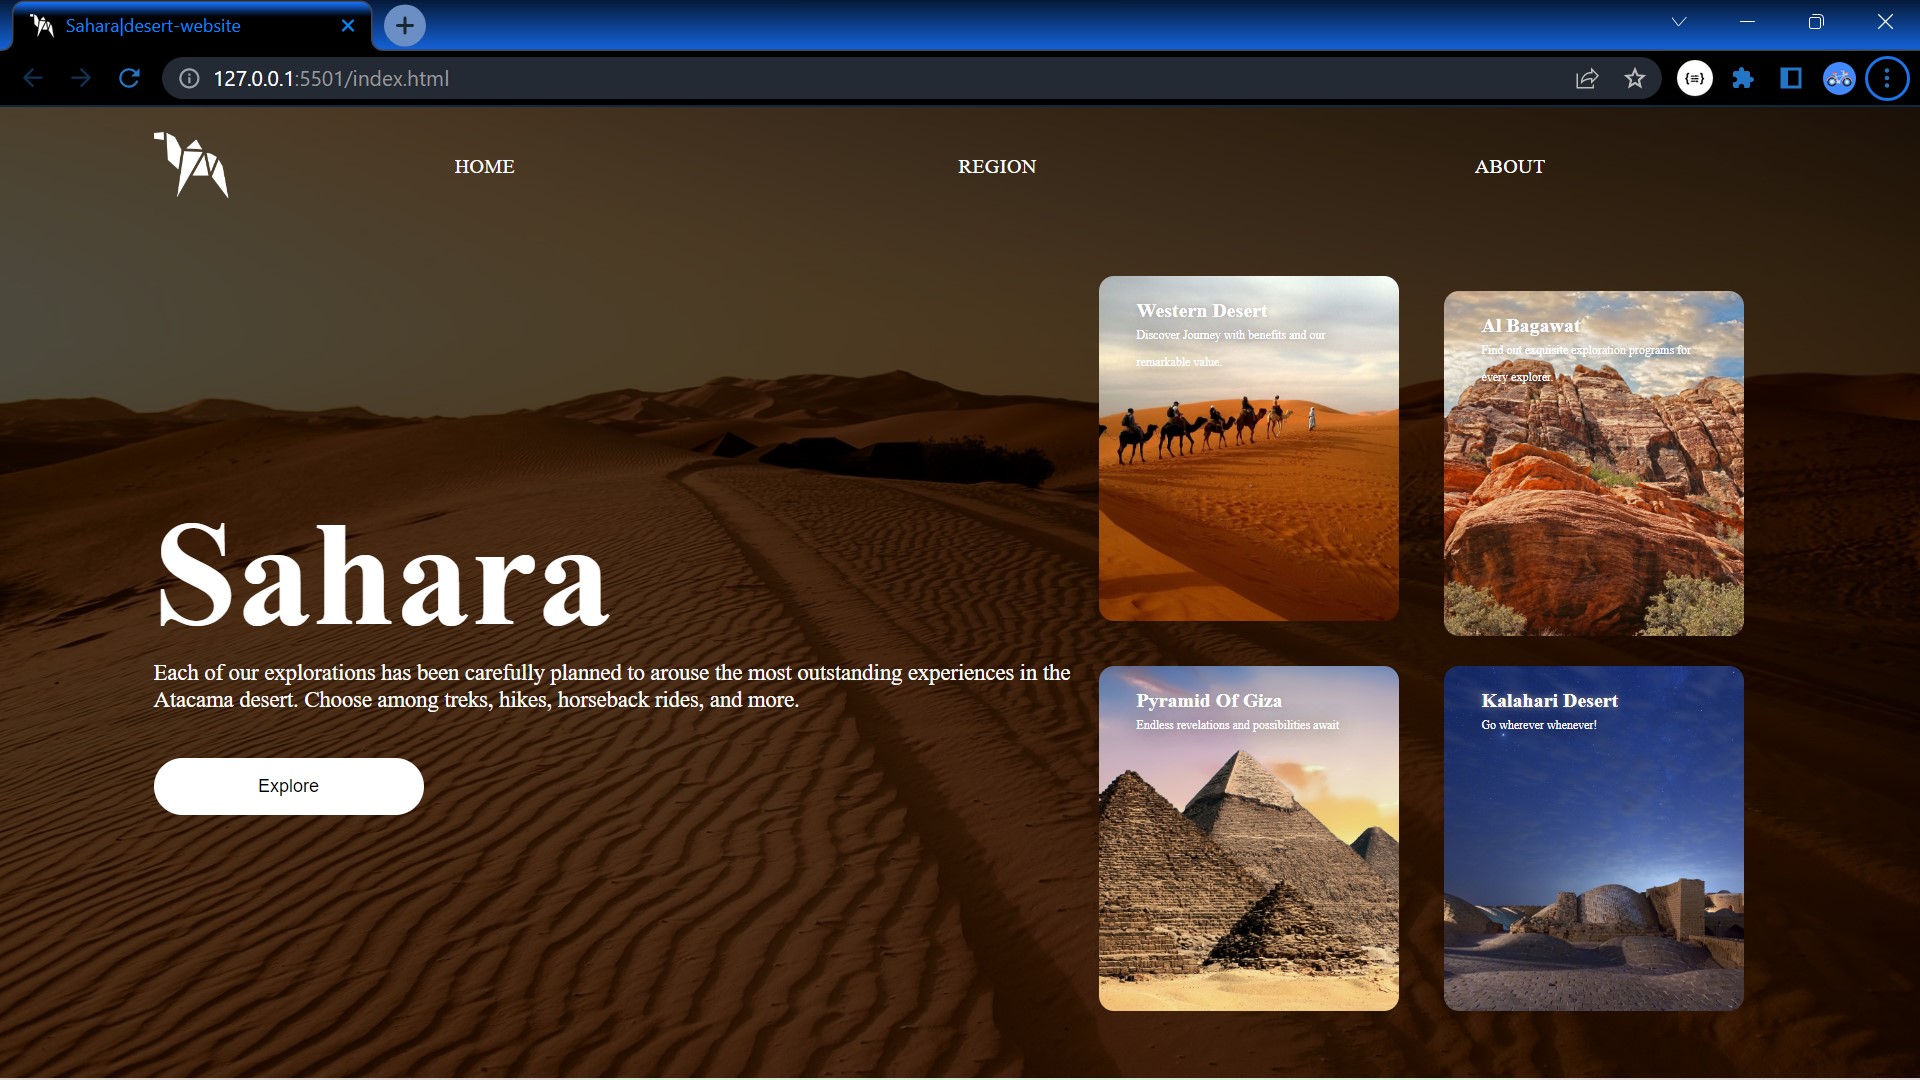 Sahara|desert-website
127.0.0.1:5501/index.html
HOME
REGION
ABOUT
Western Desert
Discover Journey with benefits and our
remarkable value.
Al Bagawat
Find out exquisite exploration programs for
every explorer.
Sahara
Each of our explorations has been carefully planned to arouse the most outstanding experiences in the
Atacama desert. Choose among treks, hikes, horseback rides, and more.
Explore
Pyramid Of Giza
Endless revelations and possibilities await
Kalahari Desert
Go wherever whenever!